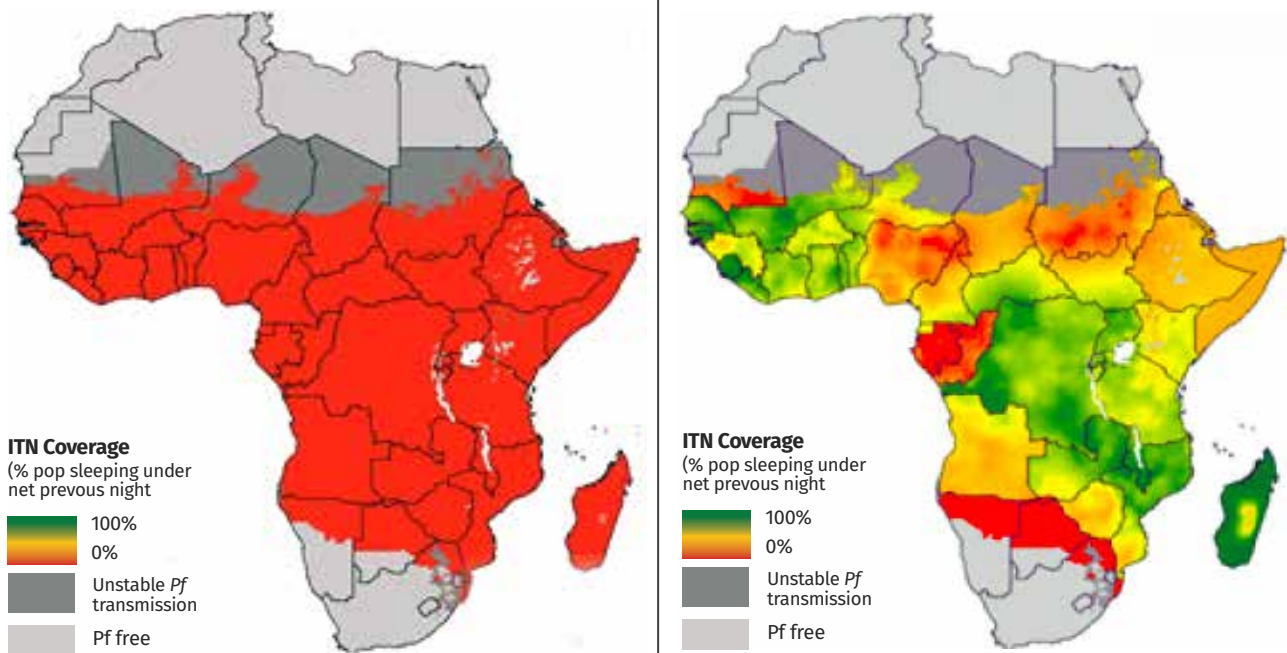 ITN Coverage
(% pop sleeping under
net prevous night
100%
0%
Unstable Pf
transmission
Pf free
ITN Coverage
(% pop sleeping under
net prevous night
100%
0%
Unstable Pf
transmission
Pf free